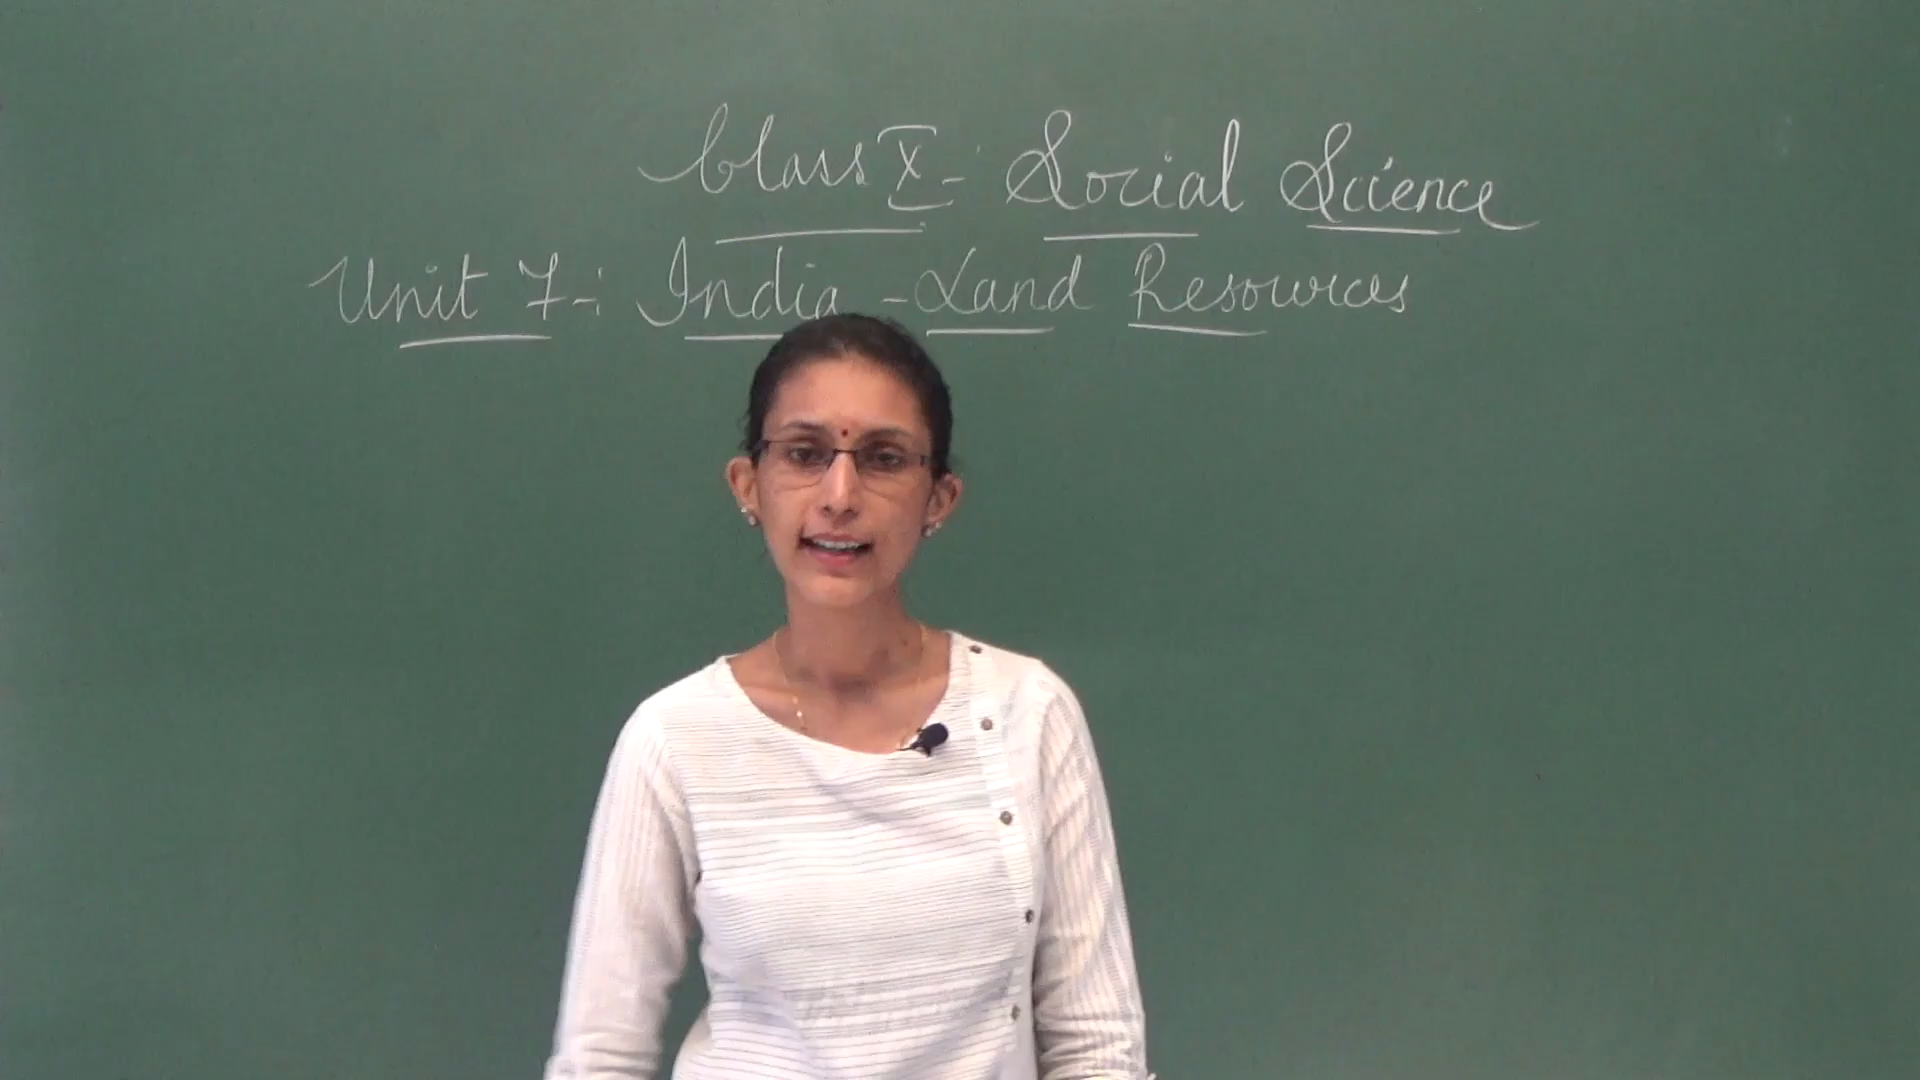 Class X - Social Science
Unit 7 - : India - Land Resources